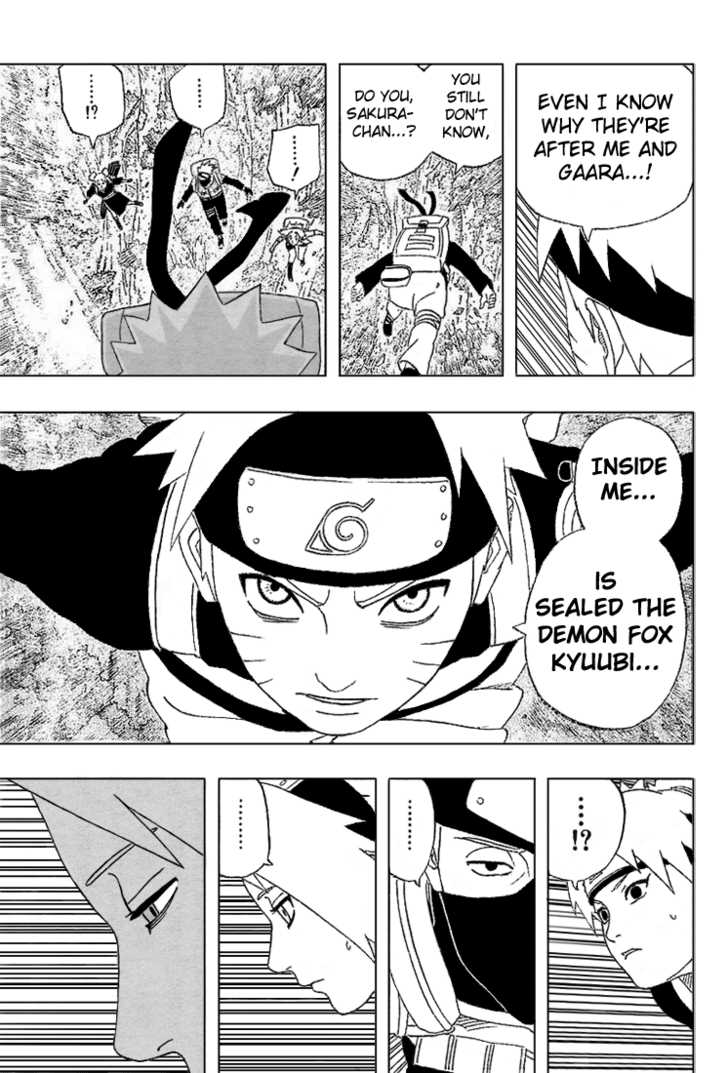 EVEN I KNOW
WHY THEY'RE
AFTER ME AND
GAARA...!
YOU
STILL
DON'T
KNOW,
DO YOU,
SAKURA-
CHAN...?
......!
......
......!?
INSIDE
ME...
IS
SEALED THE
DEMON FOX
KYUUBI...
......!?
......
......